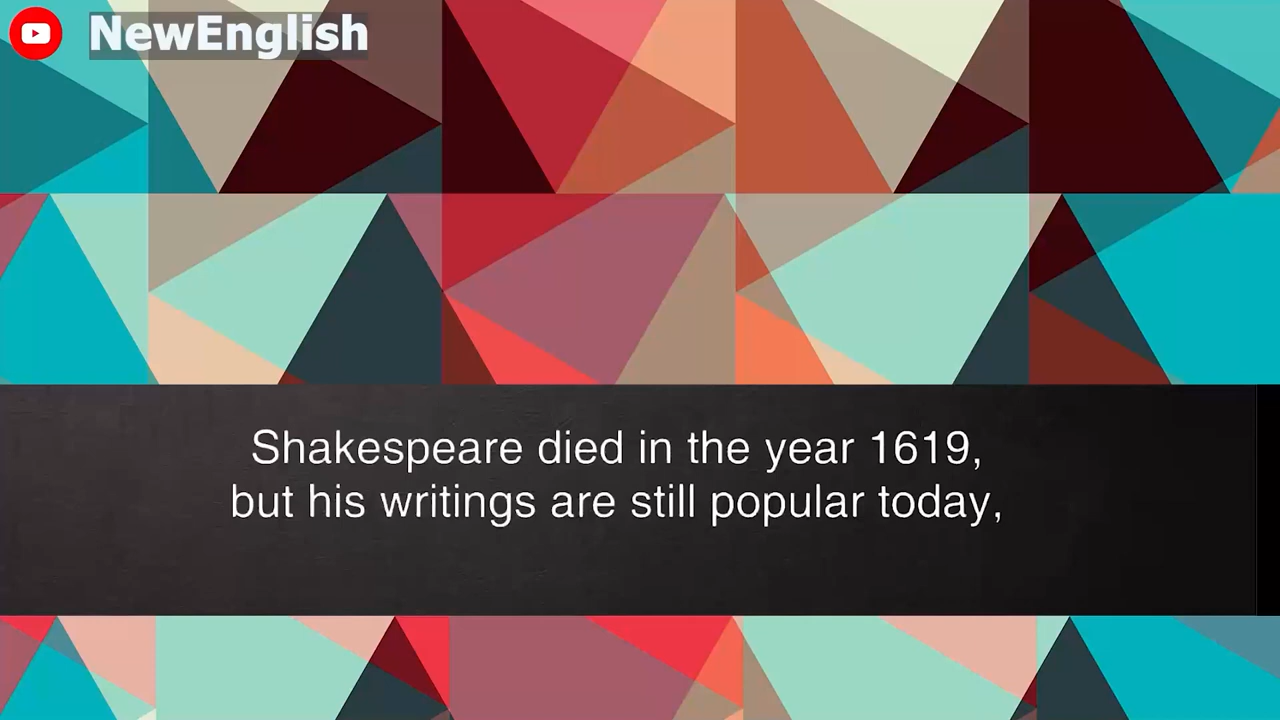 NewEnglish
Shakespeare died in the year 1619,
but his writings are still popular today,